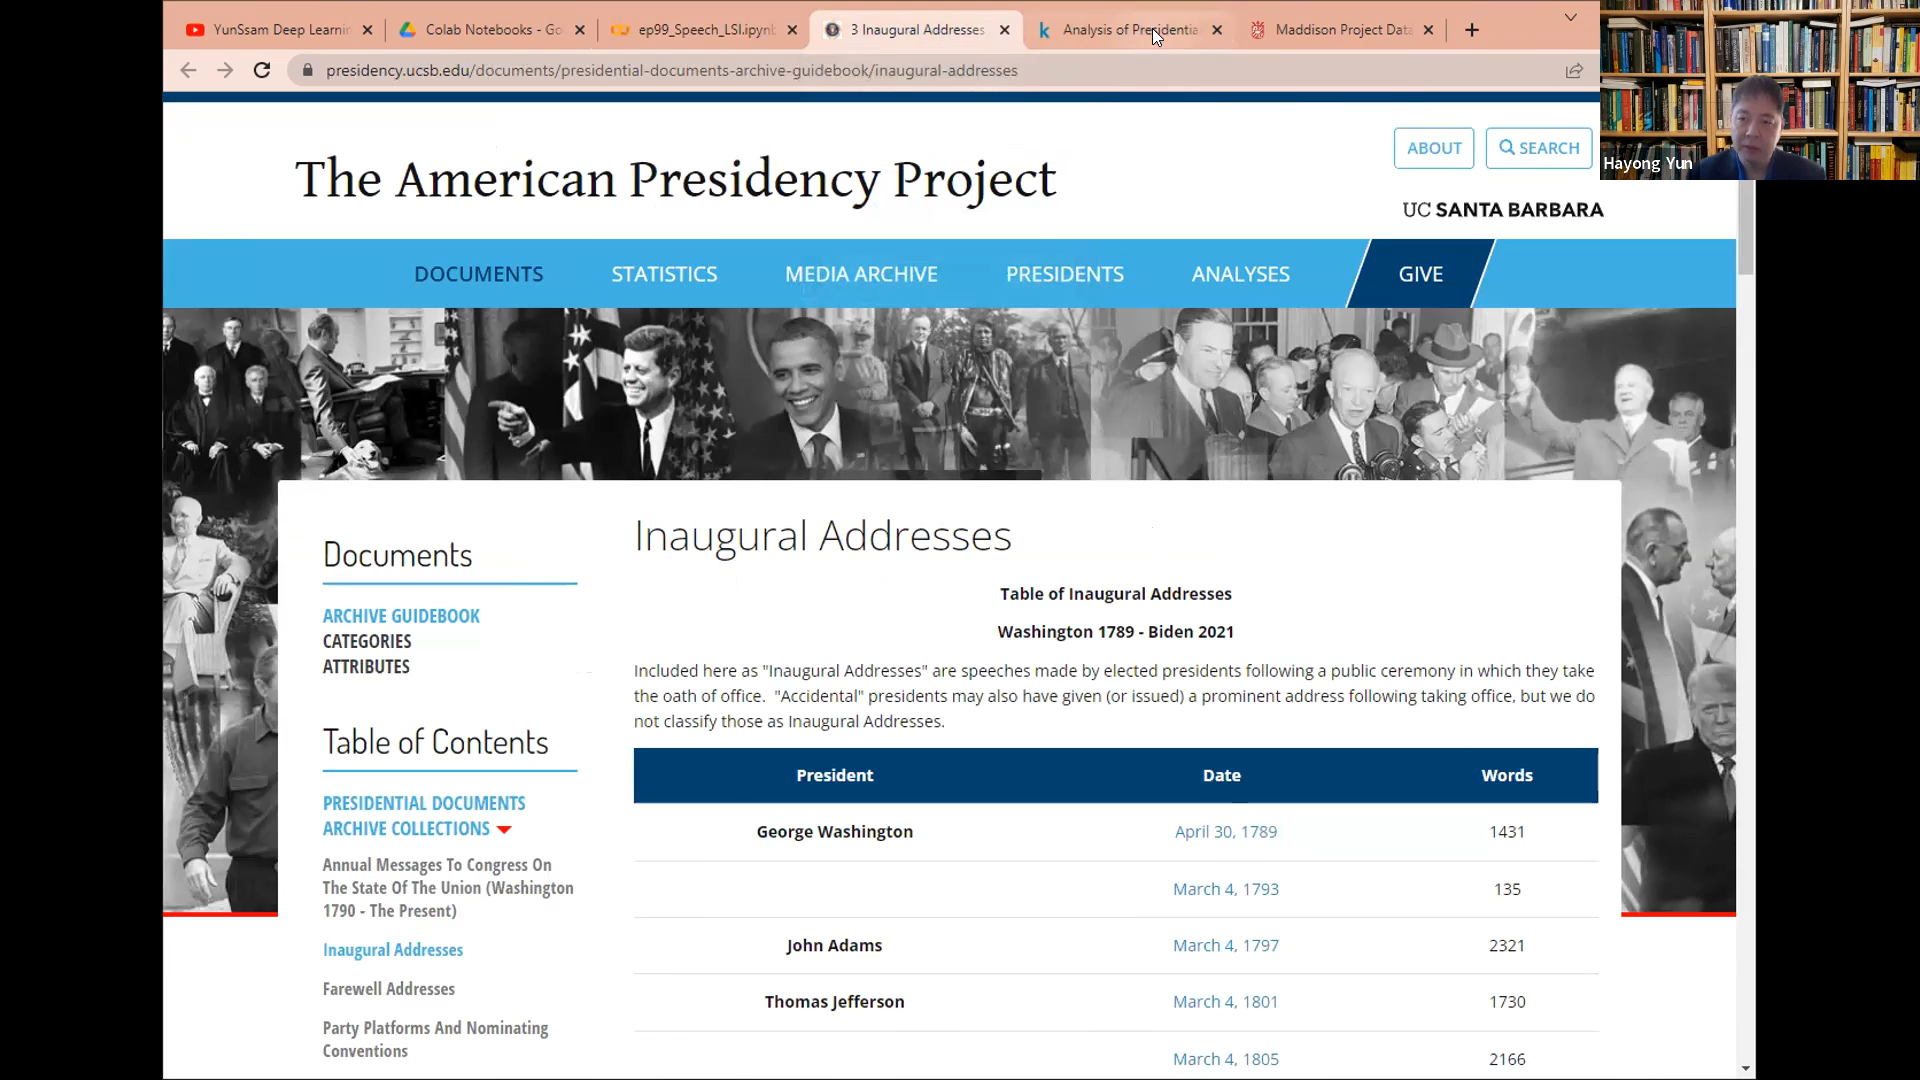 YunSsam Deep Learnin
Colab Notebooks - Go
ep99_Speech_LSI.ipynb
3 Inaugural Addresses
Analysis of Presidentia
Maddison Project Data
presidency.ucsb.edu/documents/presidential-documents-archive-guidebook/inaugural-addresses
Hayong Yun
The American Presidency Project
ABOUT
SEARCH
UC SANTA BARBARA
DOCUMENTS
STATISTICS
MEDIA ARCHIVE
PRESIDENTS
ANALYSES
GIVE
Documents
ARCHIVE GUIDEBOOK
CATEGORIES
ATTRIBUTES
Table of Contents
PRESIDENTIAL DOCUMENTS
ARCHIVE COLLECTIONS
Annual Messages To Congress On
The State Of The Union (Washington
1790 - The Present)
Inaugural Addresses
Farewell Addresses
Party Platforms And Nominating
Conventions
Inaugural Addresses
Table of Inaugural Addresses
Washington 1789 - Biden 2021
Included here as "Inaugural Addresses" are speeches made by elected presidents following a public ceremony in which they take
the oath of office. "Accidental" presidents may also have given (or issued) a prominent address following taking office, but we do
not classify those as Inaugural Addresses.
President Date Words
George Washington April 30, 1789 1431
March 4, 1793 135
John Adams March 4, 1797 2321
Thomas Jefferson March 4, 1801 1730
March 4, 1805 2166